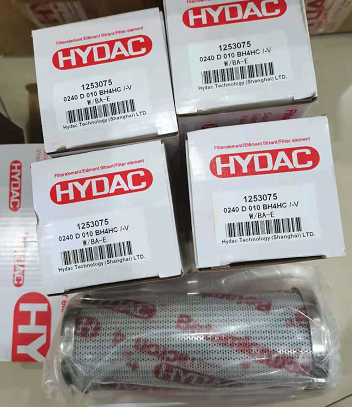 Filterelement/Elément filtrant/Filter element
HYDAC
1253075
0240 D 010 BH4HC /-V
W/BA-E
Hydac Technology (Shanghai) LTD.
HYDAC
1253075
0240 D 010 BH4HC /-V
W/BA-E
Hydac Technology (Shanghai) LTD.
Filterelement/Elément filtrant/Filter element
HYDAC
1253075
0240 D 010 BH4HC /-V
W/BA-E
Hydac Technology (Shanghai) LTD.
Filterelement/Elément filtrant/Filter element
HYDAC
1253075
0240 D 010 BH4HC /-V
W/BA-E
Hydac Technology (Shanghai) LTD.
HYDAC
HYDAC